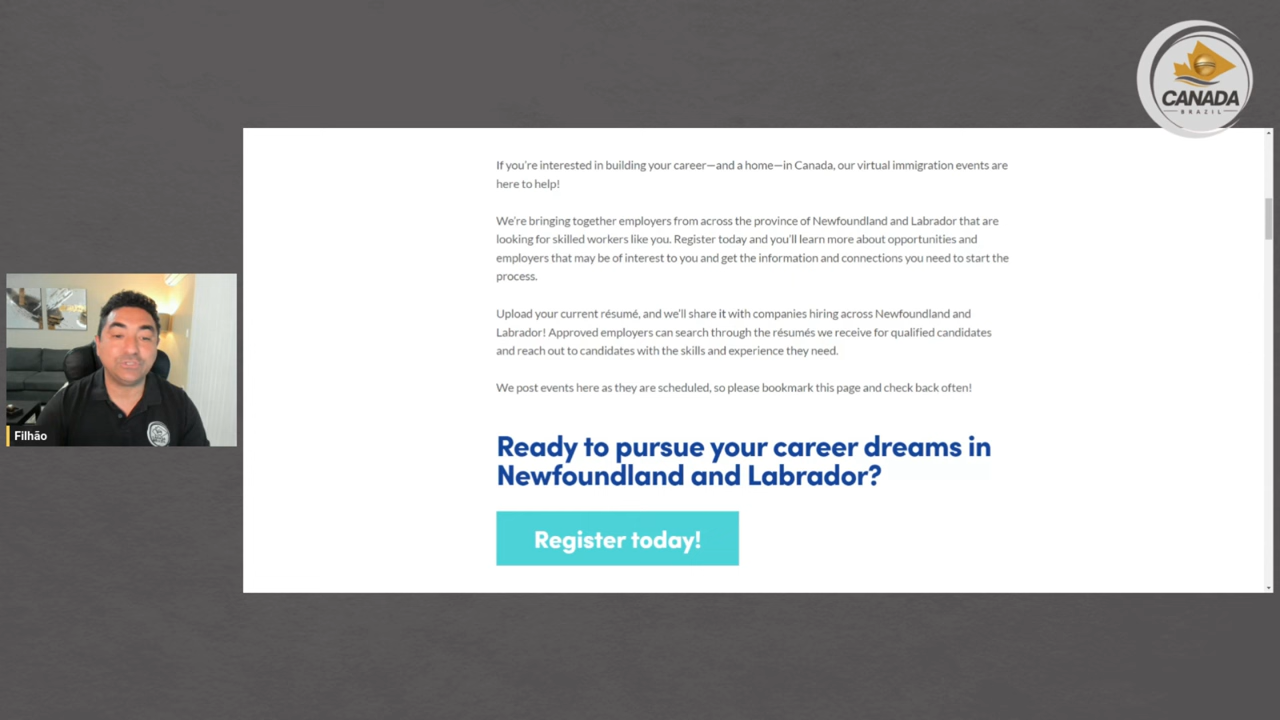 CANADA
BRAZIL
If you're interested in building your career—and a home—in Canada, our virtual immigration events are
here to help!
We're bringing together employers from across the province of Newfoundland and Labrador that are
looking for skilled workers like you. Register today and you'll learn more about opportunities and
employers that may be of interest to you and get the information and connections you need to start the
process.
Upload your current résumé, and we'll share it with companies hiring across Newfoundland and
Labrador! Approved employers can search through the résumés we receive for qualified candidates
and reach out to candidates with the skills and experience they need.
We post events here as they are scheduled, so please bookmark this page and check back often!
Ready to pursue your career dreams in
Newfoundland and Labrador?
Register today!
Filhão